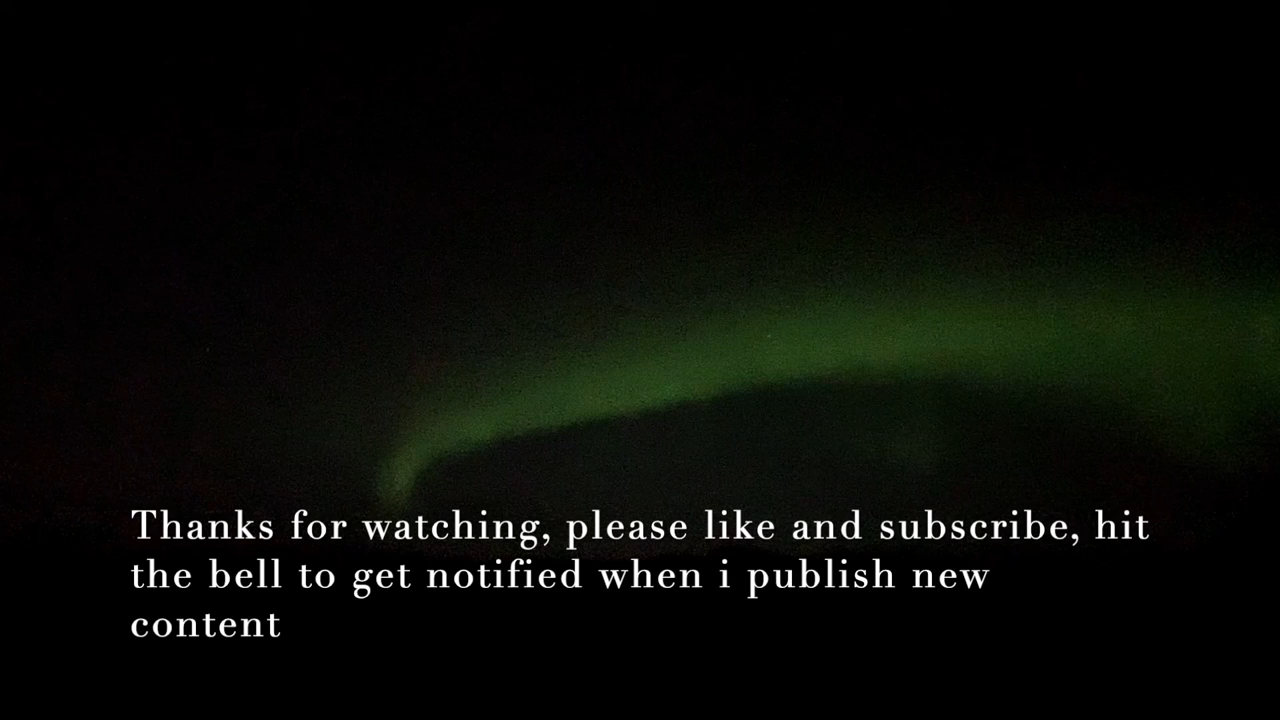 Thanks for watching, please like and subscribe, hit
the bell to get notified when i publish new
content